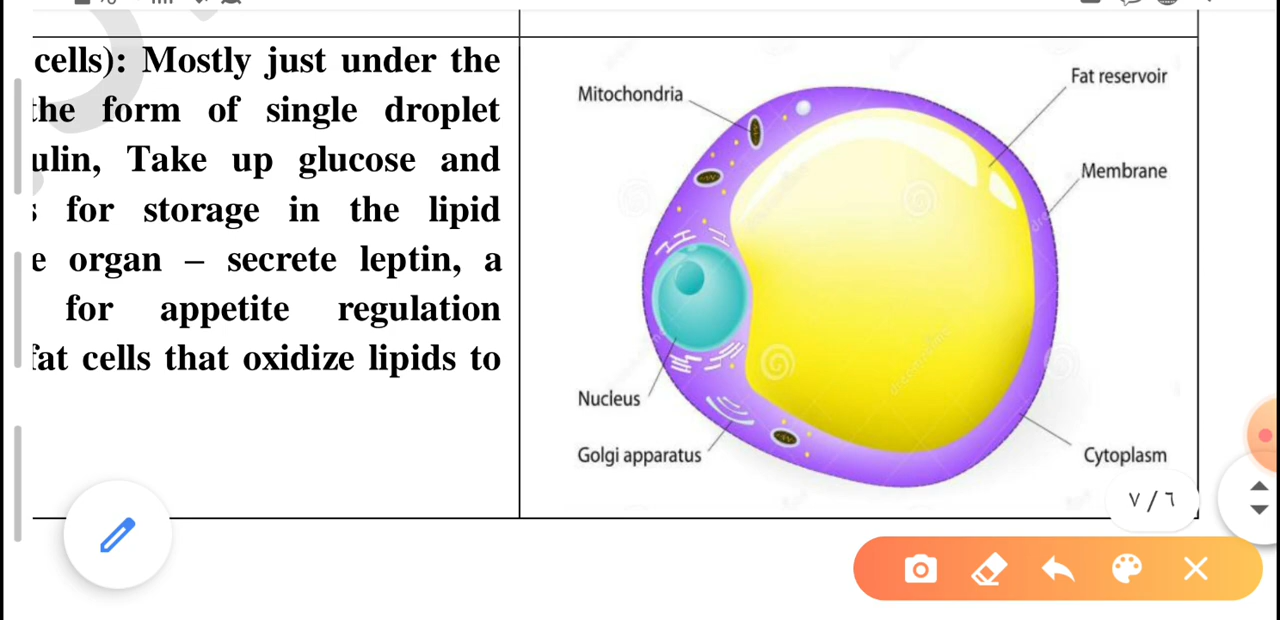 cells): Mostly just under the
the form of single droplet
ulin, Take up glucose and
s for storage in the lipid
e organ – secrete leptin, a
for appetite regulation
fat cells that oxidize lipids to
Mitochondria
Fat reservoir
Membrane
Nucleus
Golgi apparatus
Cytoplasm
٧ / ٦
dreamstime